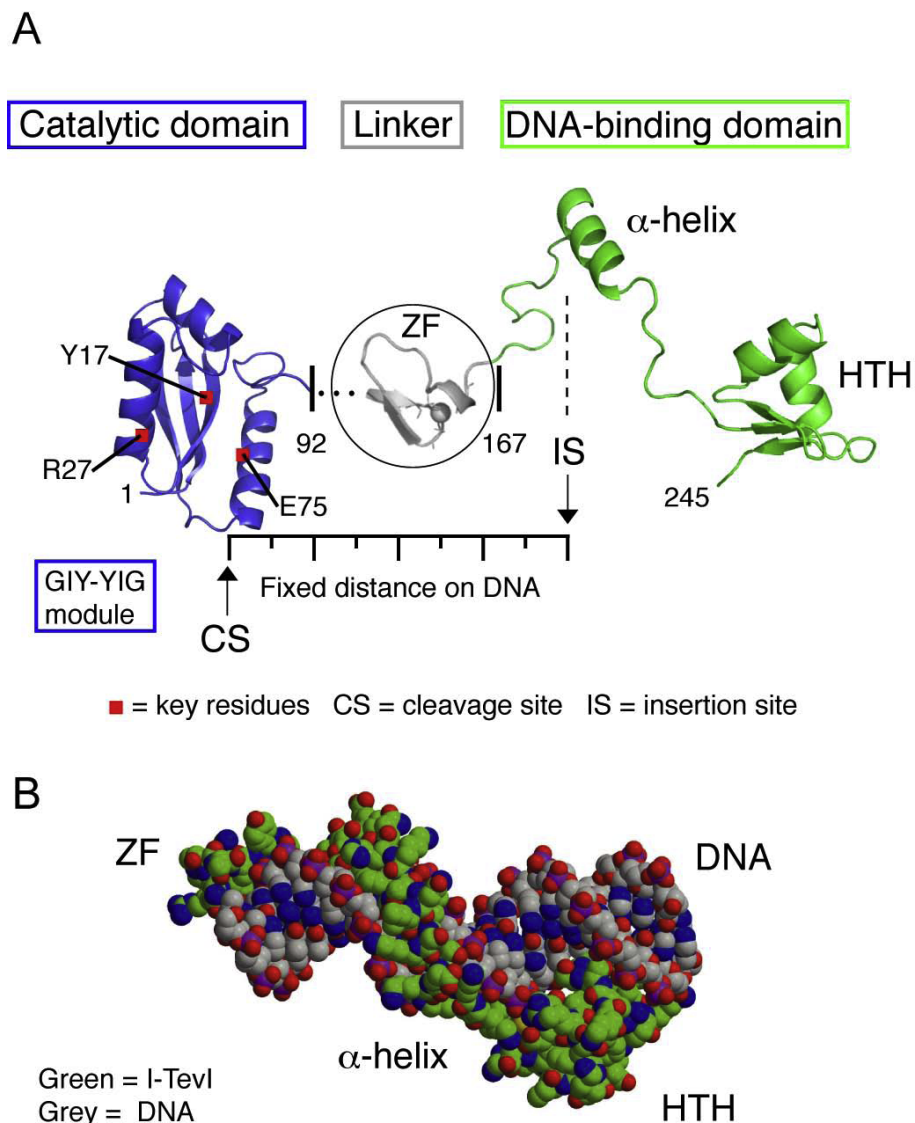 A
Catalytic domain
Linker
DNA-binding domain
α-helix
ZF
Y17
HTH
92
167
IS
R27
1
E75
245
GIY-YIG
module
Fixed distance on DNA
CS
= key residues CS = cleavage site IS = insertion site
B
ZF
DNA
α-helix
Green = I-TevI
Grey = DNA
HTH